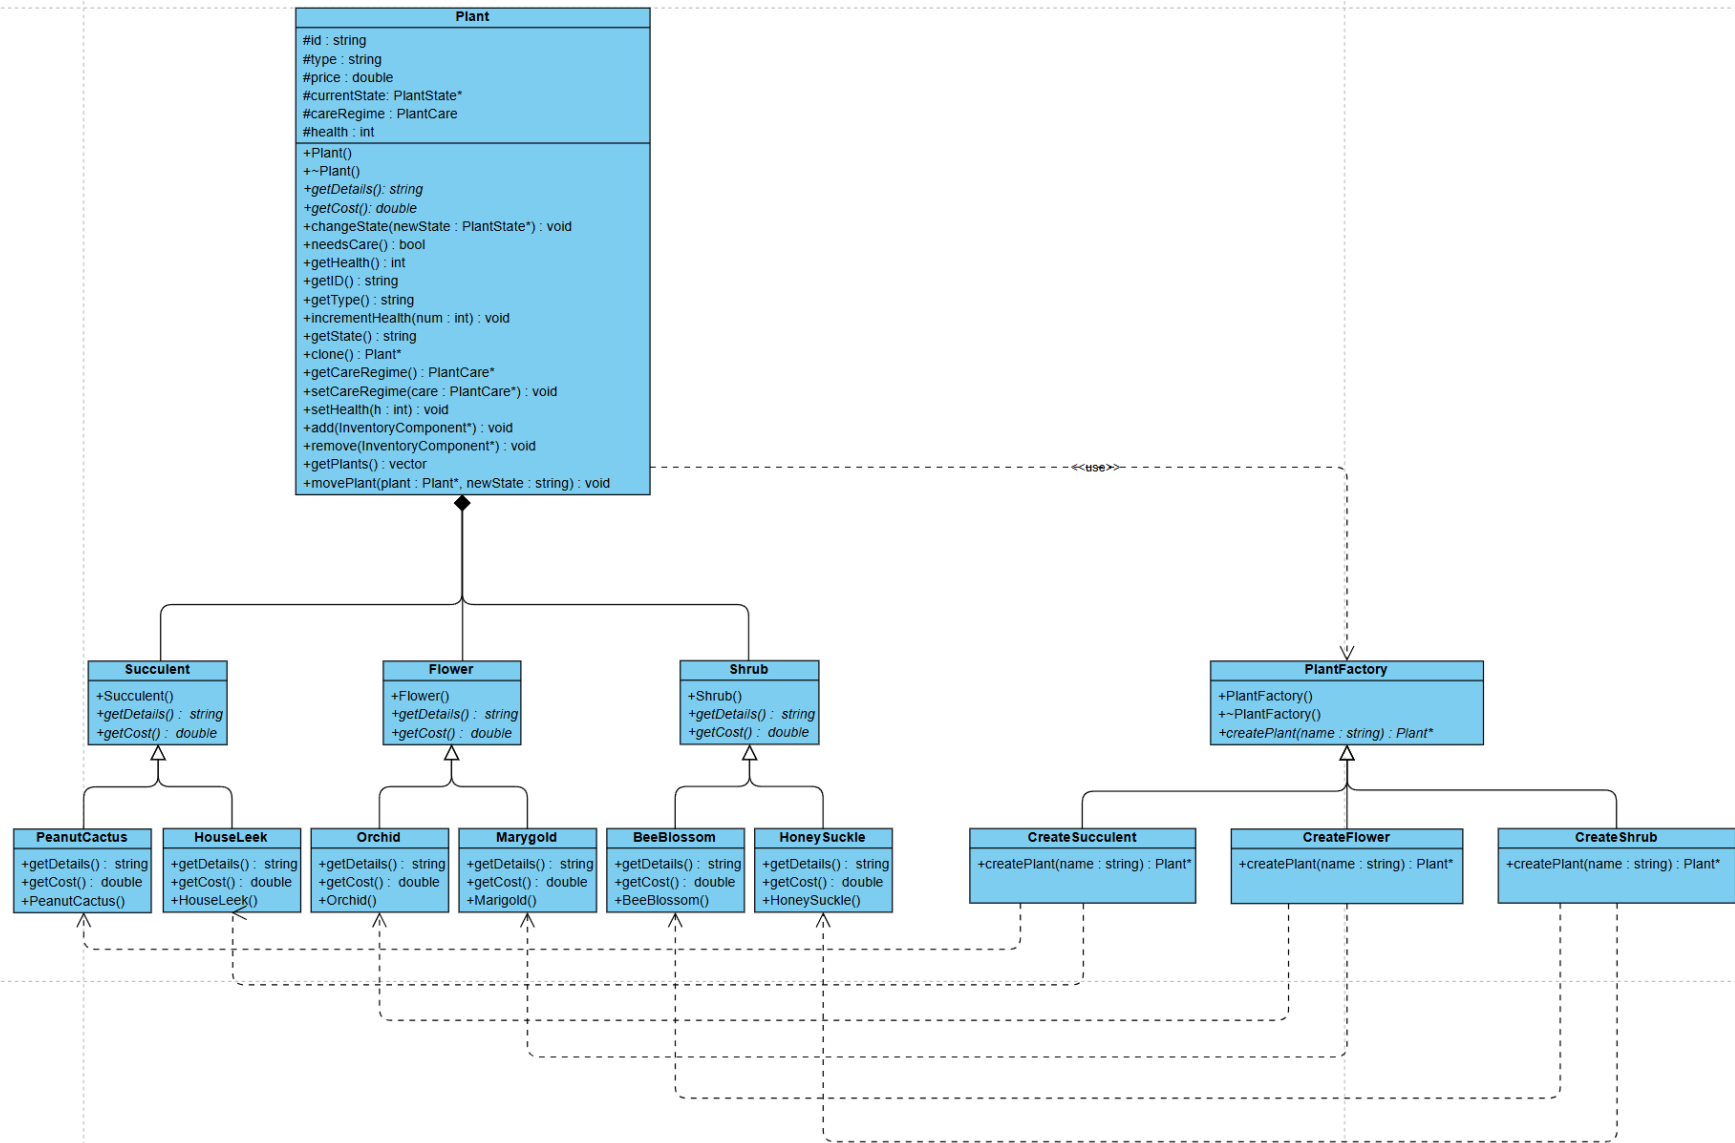 Plant
#id : string
#type : string
#price : double
#currentState: PlantState*
#careRegime : PlantCare
#health : int
+Plant()
+~Plant()
+getDetails(): string
+getCost(): double
+changeState(newState : PlantState*) : void
+needsCare() : bool
+getHealth() : int
+getID() : string
+getType() : string
+incrementHealth(num : int) : void
+getState() : string
+clone() : Plant*
+getCareRegime() : PlantCare*
+setCareRegime(care : PlantCare*) : void
+setHealth(h : int) : void
+add(InventoryComponent*) : void
+remove(InventoryComponent*) : void
+getPlants() : vector
+movePlant(plant : Plant*, newState : string) : void
<<use>>
Succulent
+Succulent()
+getDetails() : string
+getCost() : double
Flower
+Flower()
+getDetails() : string
+getCost() : double
Shrub
+Shrub()
+getDetails() : string
+getCost() : double
PlantFactory
+PlantFactory()
+~PlantFactory()
+createPlant(name : string) : Plant*
PeanutCactus
+getDetails() : string
+getCost() : double
+PeanutCactus()
HouseLeek
+getDetails() : string
+getCost() : double
+HouseLeek()
Orchid
+getDetails() : string
+getCost() : double
+Orchid()
Marygold
+getDetails() : string
+getCost() : double
+Marigold()
BeeBlossom
+getDetails() : string
+getCost() : double
+BeeBlossom()
HoneySuckle
+getDetails() : string
+getCost() : double
+HoneySuckle()
CreateSucculent
+createPlant(name : string) : Plant*
CreateFlower
+createPlant(name : string) : Plant*
CreateShrub
+createPlant(name : string) : Plant*